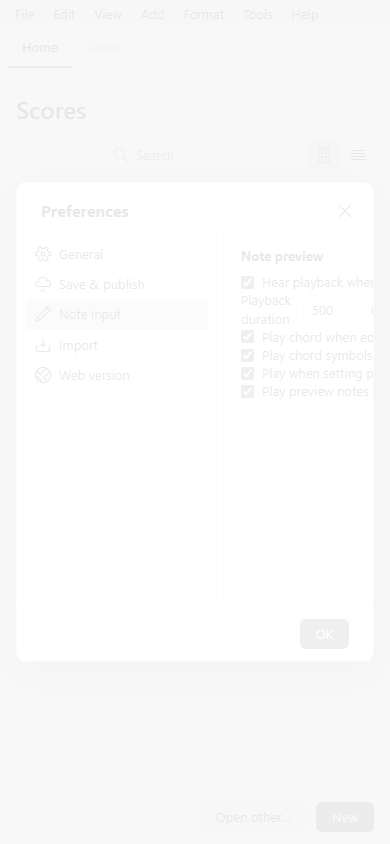 File Edit View Add Format Tools Help
Home
Scores
Search
Preferences
General
Save & publish
Note input
Import
Web version
Note preview
Hear playback when
Playback duration
500
Play chord when ed
Play chord symbols
Play when setting p
Play preview notes
OK
Open other... New